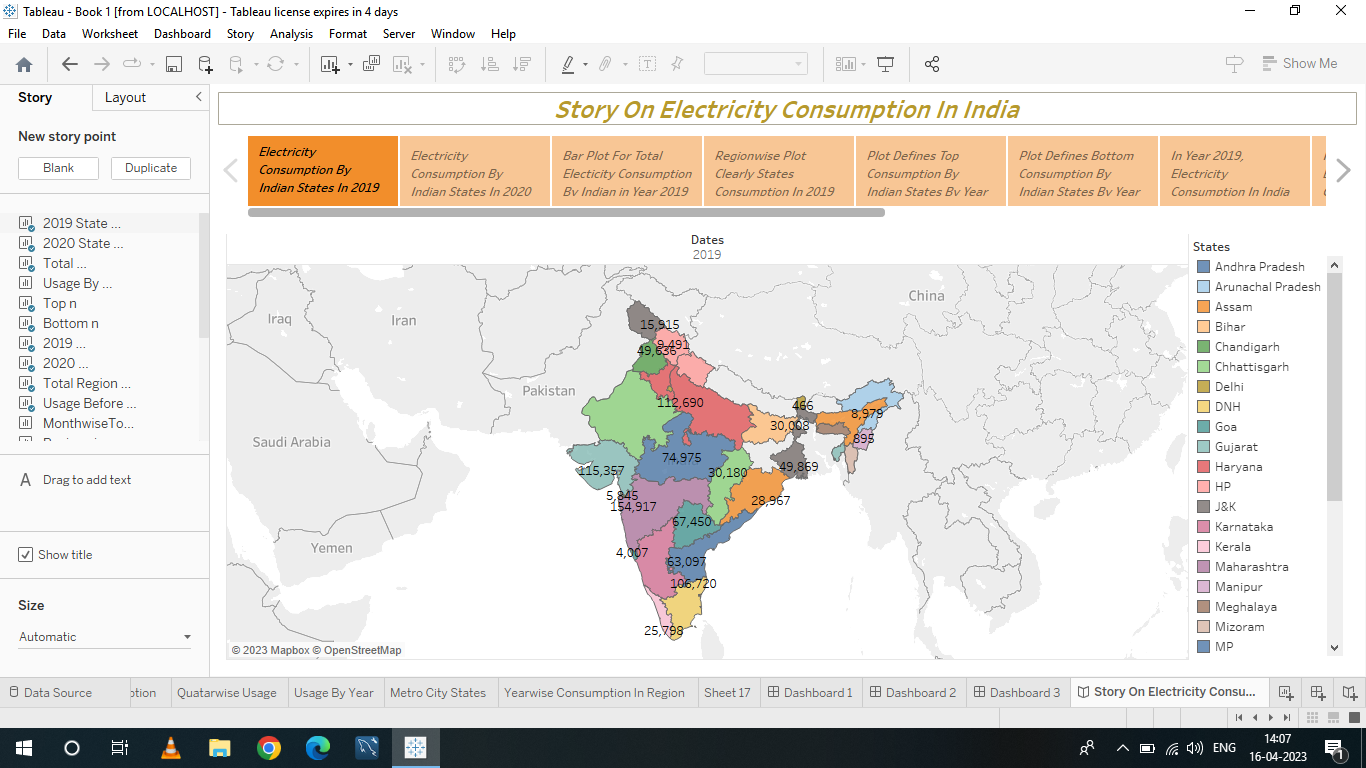 Tableau - Book 1 [from LOCALHOST] - Tableau license expires in 4 days
File Data Worksheet Dashboard Story Analysis Format Server Window Help
Show Me
Story Layout
New story point
Blank Duplicate
2019 State ...
2020 State ...
Total ...
Usage By ...
Top n
Bottom n
2019 ...
2020 ...
Total Region ...
Usage Before ...
MonthwiseTo...
A Drag to add text
Show title
Size
Automatic
Story On Electricity Consumption In India
Electricity
Consumption By
Indian States In 2019
Electricity
Consumption By
Indian States In 2020
Bar Plot For Total
Electicity Consumption
By Indian in Year 2019
Regionwise Plot
Clearly States
Consumption In 2019
Plot Defines Top
Consumption By
Indian States By Year
Plot Defines Bottom
Consumption By
Indian States By Year
In Year 2019,
Electricity
Consumption In India
Dates
2019
China
Iraq
Iran
Pakistan
Saudi Arabia
Yemen
15,915
9,491
49,636
112,690
466
8,979
30,008
895
74,975
49,869
115,357
30,180
5,845
28,967
154,917
67,450
4,007
63,097
106,720
25,798
© 2023 Mapbox © OpenStreetMap
States
Andhra Pradesh
Arunachal Pradesh
Assam
Bihar
Chandigarh
Chhattisgarh
Delhi
DNH
Goa
Gujarat
Haryana
HP
J&K
Karnataka
Kerala
Maharashtra
Manipur
Meghalaya
Mizoram
MP
Data Source ption Quatarwise Usage Usage By Year Metro City States Yearwise Consumption In Region Sheet 17 Dashboard 1 Dashboard 2 Dashboard 3 Story On Electricity Consu...
ENG
14:07
16-04-2023
1